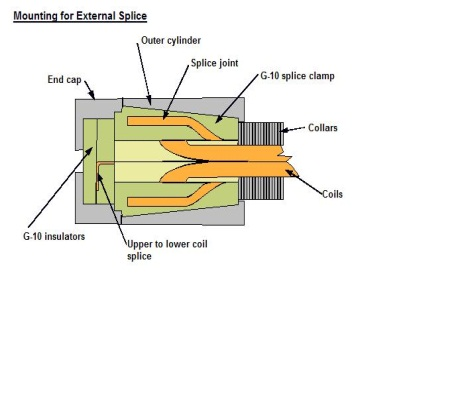 Mounting for External Splice
Outer cylinder
Splice joint
End cap
G-10 splice clamp
Collars
Coils
G-10 insulators
Upper to lower coil
splice